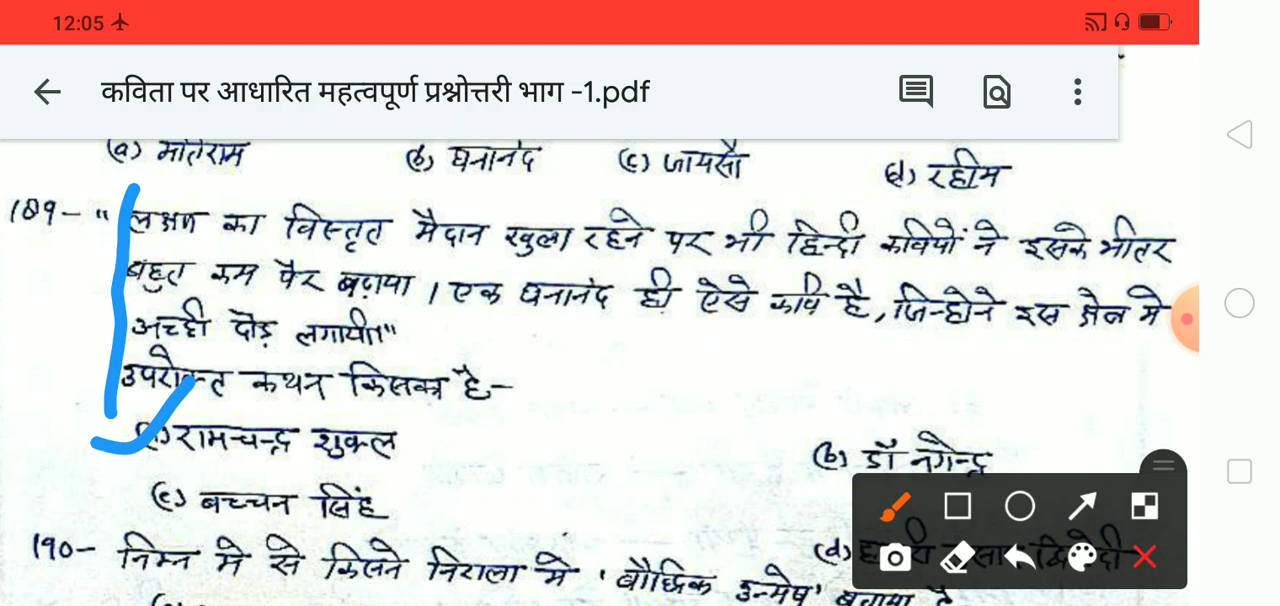 12:05
कविता पर आधारित महत्वपूर्ण प्रश्नोत्तरी भाग -1.pdf
(a) मतिराम (b) घनानंद (c) जायसी (d) रहीम
189- "लक्षण का विस्तृत मैदान खुला रहने पर भी हिन्दी कवियों ने इसके भीतर
बहुत कम पैर बढ़ाया। एक घनानंद ही ऐसे कवि है, जिन्होने इस क्षेत्र मे
अच्छी दौड़ लगायी"
उपरोक्त कथन किसका है-
रामचन्द्र शुक्ल (b) डॉ नगेन्द्र
(c) बच्चन सिंह
(d)
190- निम्न मे से किसने निराला मे 'बौद्धिक उन्मेष' बताया है